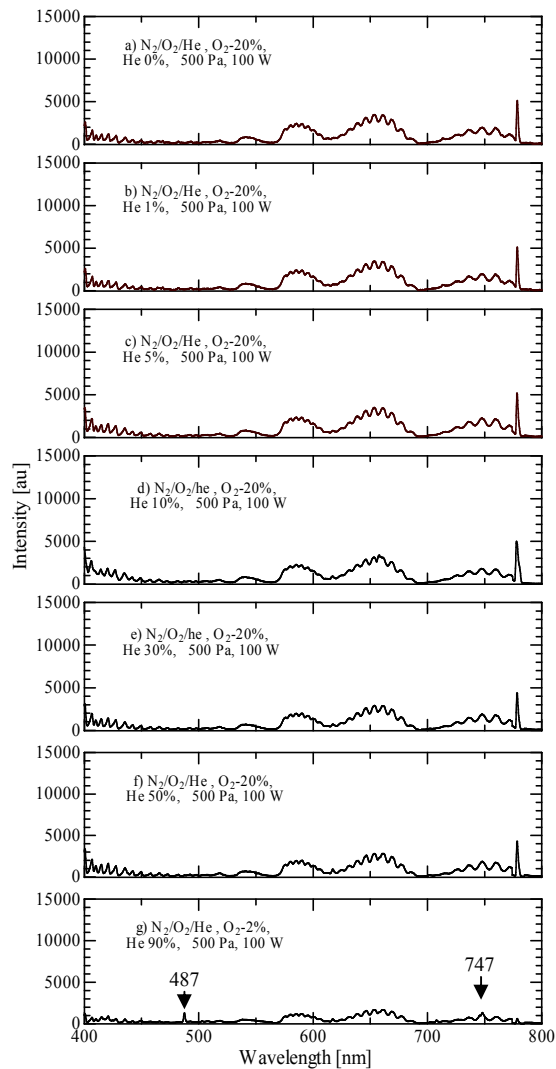 15000
10000
5000
0
a) N₂/O₂/He , O₂-20%,
He 0%, 500 Pa, 100 W
15000
10000
5000
0
b) N₂/O₂/He , O₂-20%,
He 1%, 500 Pa, 100 W
15000
10000
5000
0
c) N₂/O₂/He , O₂-20%,
He 5%, 500 Pa, 100 W
Intensity [au]
15000
10000
5000
0
d) N₂/O₂/he , O₂-20%,
He 10%, 500 Pa, 100 W
15000
10000
5000
0
e) N₂/O₂/he , O₂-20%,
He 30%, 500 Pa, 100 W
15000
10000
5000
0
f) N₂/O₂/He , O₂-20%,
He 50%, 500 Pa, 100 W
15000
10000
5000
0
g) N₂/O₂/He , O₂-2%,
He 90%, 500 Pa, 100 W
487
747
400 500 600 700 800
Wavelength [nm]